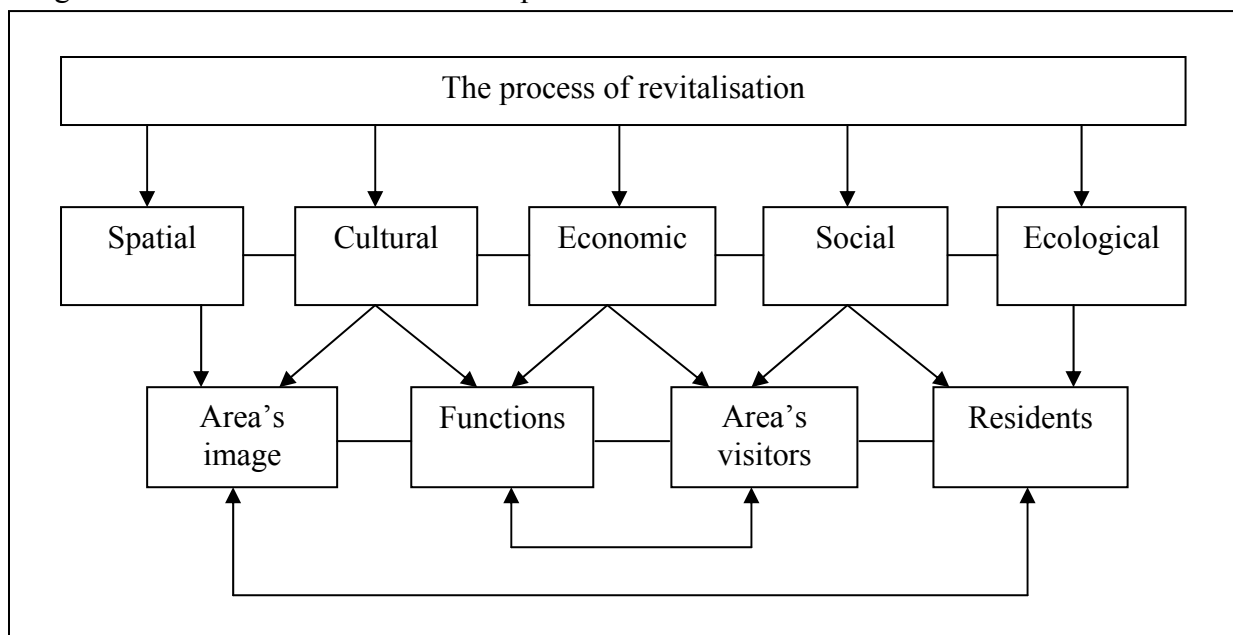 The process of revitalisation
Spatial
Cultural
Economic
Social
Ecological
Area's
image
Functions
Area's
visitors
Residents